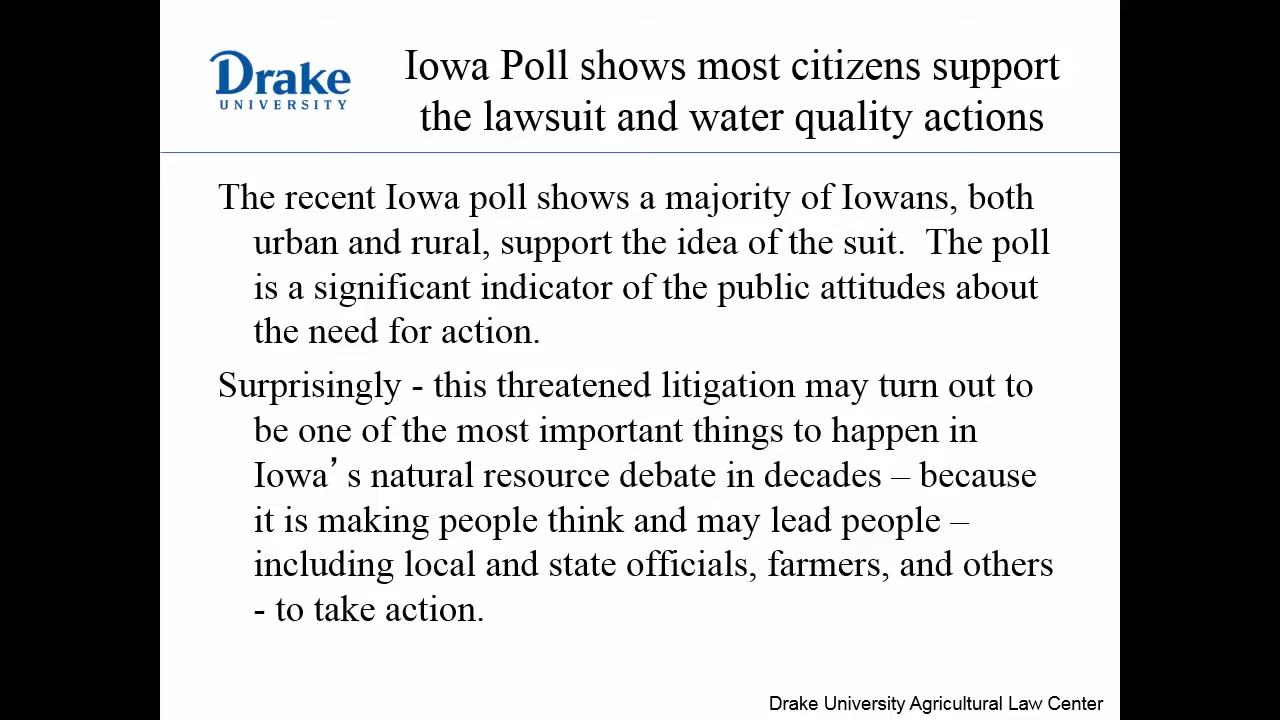 Drake
UNIVERSITY
Iowa Poll shows most citizens support
the lawsuit and water quality actions
The recent Iowa poll shows a majority of Iowans, both
urban and rural, support the idea of the suit.  The poll
is a significant indicator of the public attitudes about
the need for action.
Surprisingly - this threatened litigation may turn out to
be one of the most important things to happen in
Iowa’s natural resource debate in decades – because
it is making people think and may lead people –
including local and state officials, farmers, and others
- to take action.
Drake University Agricultural Law Center